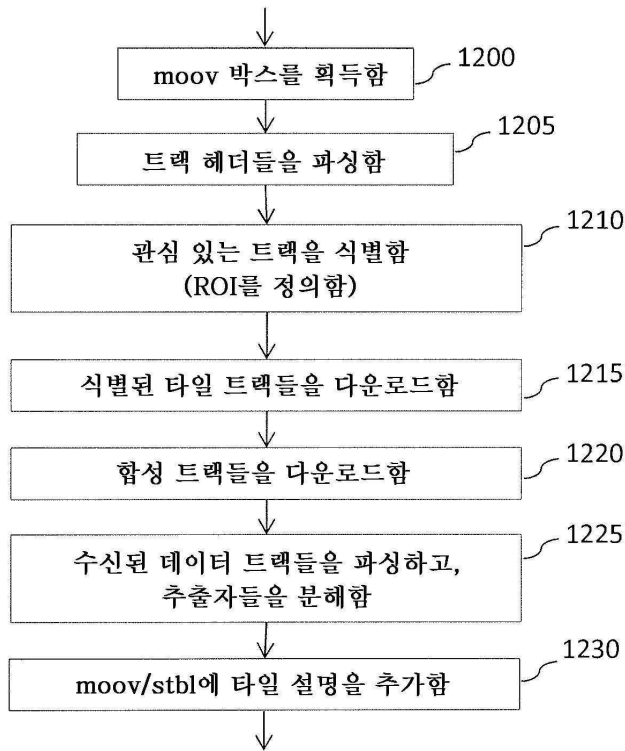 moov 박스를 획득함
1200
트랙 헤더들을 파싱함
1205
관심 있는 트랙을 식별함
(ROI를 정의함)
1210
식별된 타일 트랙들을 다운로드함
1215
합성 트랙들을 다운로드함
1220
수신된 데이터 트랙들을 파싱하고,
추출자들을 분해함
1225
moov/stbl에 타일 설명을 추가함
1230